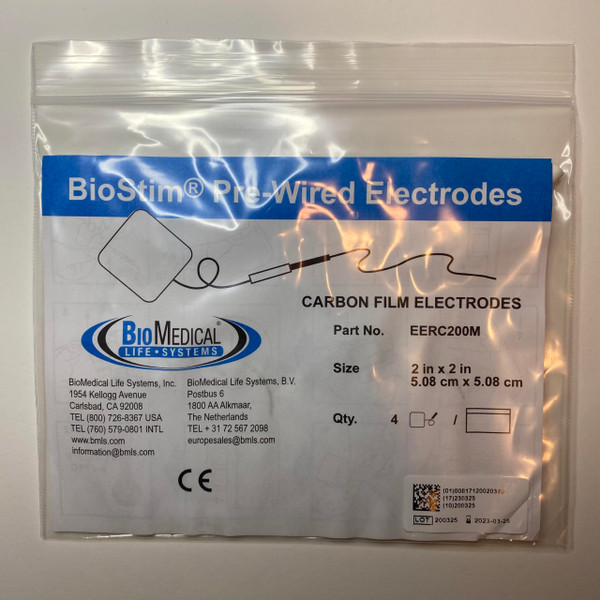 BioStim® Pre-Wired Electrodes
CARBON FILM ELECTRODES
Part No. EERC200M
Size 2 in x 2 in
5.08 cm x 5.08 cm
Qty. 4 /
BIOMEDICAL
LIFE • SYSTEMS
BioMedical Life Systems, Inc.
1954 Kellogg Avenue
Carlsbad, CA 92008
TEL (800) 726-8367 USA
TEL (760) 579-0801 INTL
www.bmls.com
information@bmls.com
BioMedical Life Systems, B.V.
Postbus 6
1800 AA Alkmaar,
The Netherlands
TEL + 31 72 567 2098
europesales@bmls.com
CE
(17)230325
(10)200325
LOT 200325 2023-03-25